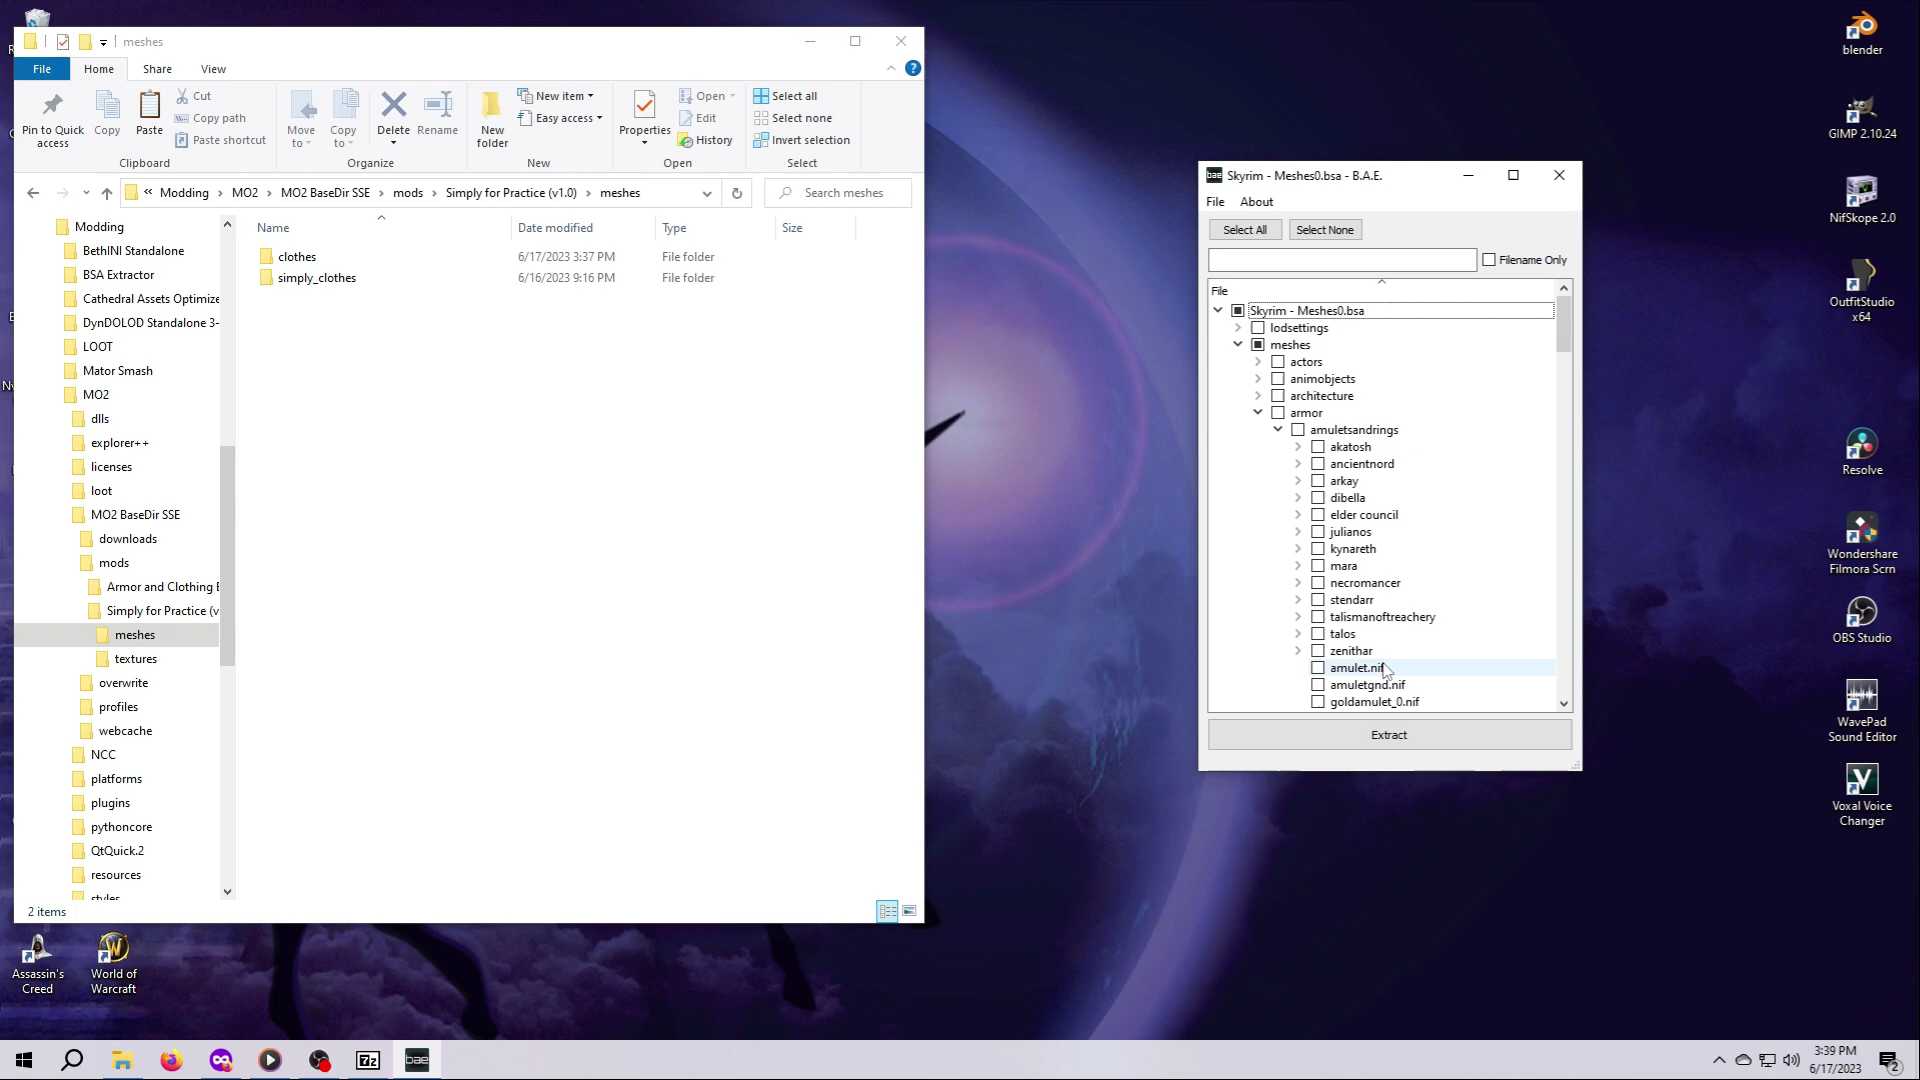 meshes
File
Home
Share
View
Pin to Quick access
Copy
Paste
Cut
Copy path
Paste shortcut
Move to
Copy to
Delete
Rename
New folder
New item
Easy access
Properties
Open
Edit
History
Select all
Select none
Invert selection
Clipboard
Organize
New
Open
Select
« Modding › MO2 › MO2 BaseDir SSE › mods › Simply for Practice (v1.0) › meshes
Search meshes
Modding
BethINI Standalone
BSA Extractor
Cathedral Assets Optimize
DynDOLOD Standalone 3-
LOOT
Mator Smash
MO2
dlls
explorer++
licenses
loot
MO2 BaseDir SSE
downloads
mods
Armor and Clothing E
Simply for Practice (v
meshes
textures
overwrite
profiles
webcache
NCC
platforms
plugins
pythoncore
QtQuick.2
resources
styles
Name
Date modified
Type
Size
clothes 6/17/2023 3:37 PM File folder
simply_clothes 6/16/2023 9:16 PM File folder
2 items
bae
Skyrim - Meshes0.bsa - B.A.E.
File
About
Select All
Select None
Filename Only
File
Skyrim - Meshes0.bsa
lodsettings
meshes
actors
animobjects
architecture
armor
amuletsandrings
akatosh
ancientnord
arkay
dibella
elder council
julianos
kynareth
mara
necromancer
stendarr
talismanoftreachery
talos
zenithar
amulet.nif
amuletgnd.nif
goldamulet_0.nif
Extract
blender
GIMP 2.10.24
NifSkope 2.0
OutfitStudio x64
Resolve
Wondershare Filmora Scrn
OBS Studio
WavePad Sound Editor
Voxal Voice Changer
Assassin's Creed
World of Warcraft
7z
bae
3:39 PM
6/17/2023
2